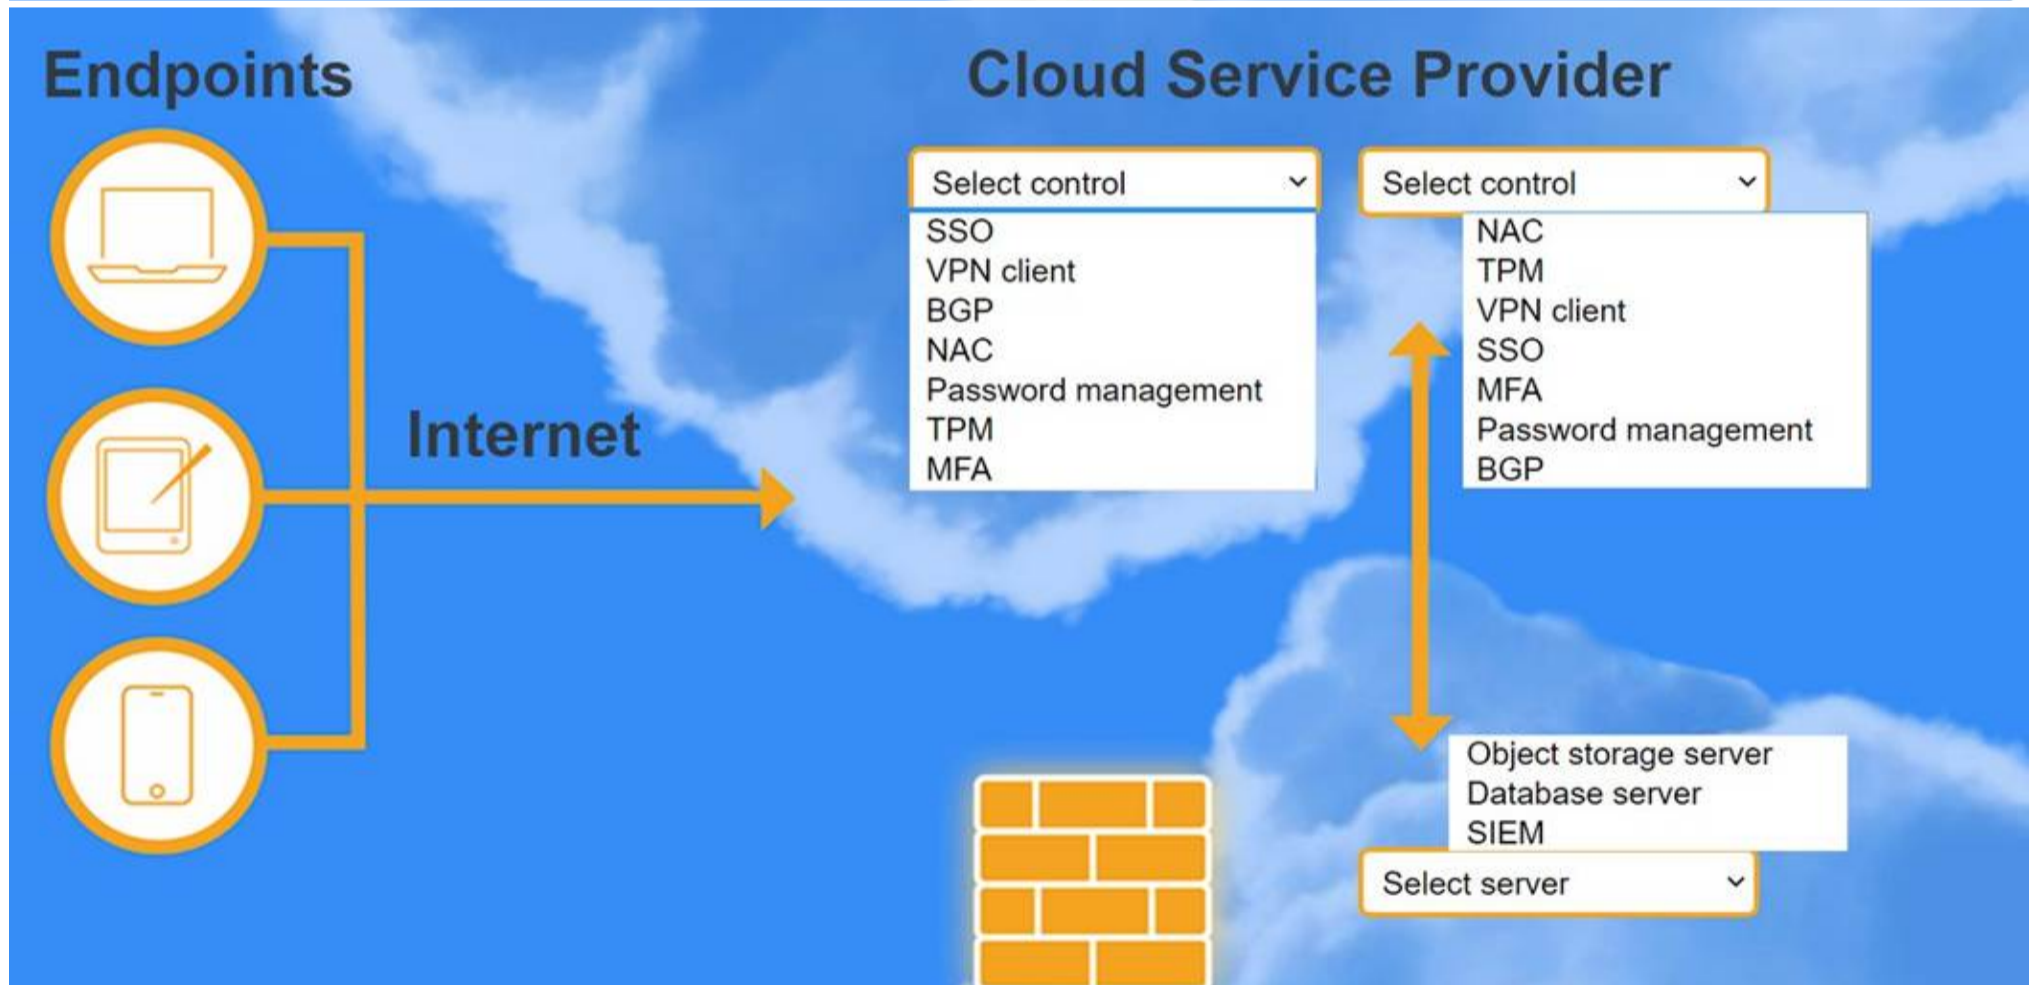 Endpoints
Cloud Service Provider
Select control
SSO
VPN client
BGP
NAC
Password management
TPM
MFA
Select control
NAC
TPM
VPN client
SSO
MFA
Password management
BGP
Internet
Object storage server
Database server
SIEM
Select server